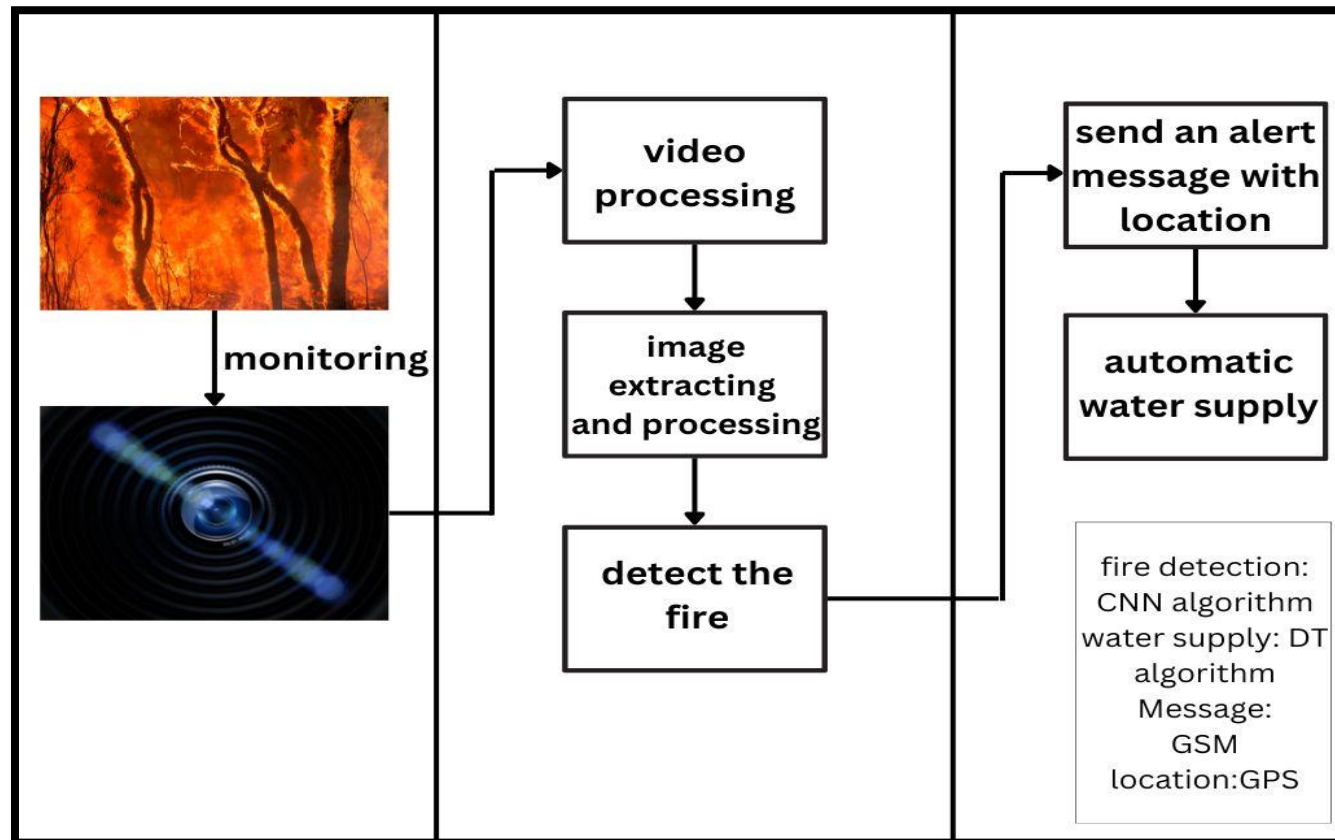 monitoring
video
processing
image
extracting
and processing
detect the
fire
send an alert
message with
location
automatic
water supply
fire detection:
CNN algorithm
water supply: DT
algorithm
Message:
GSM
location:GPS